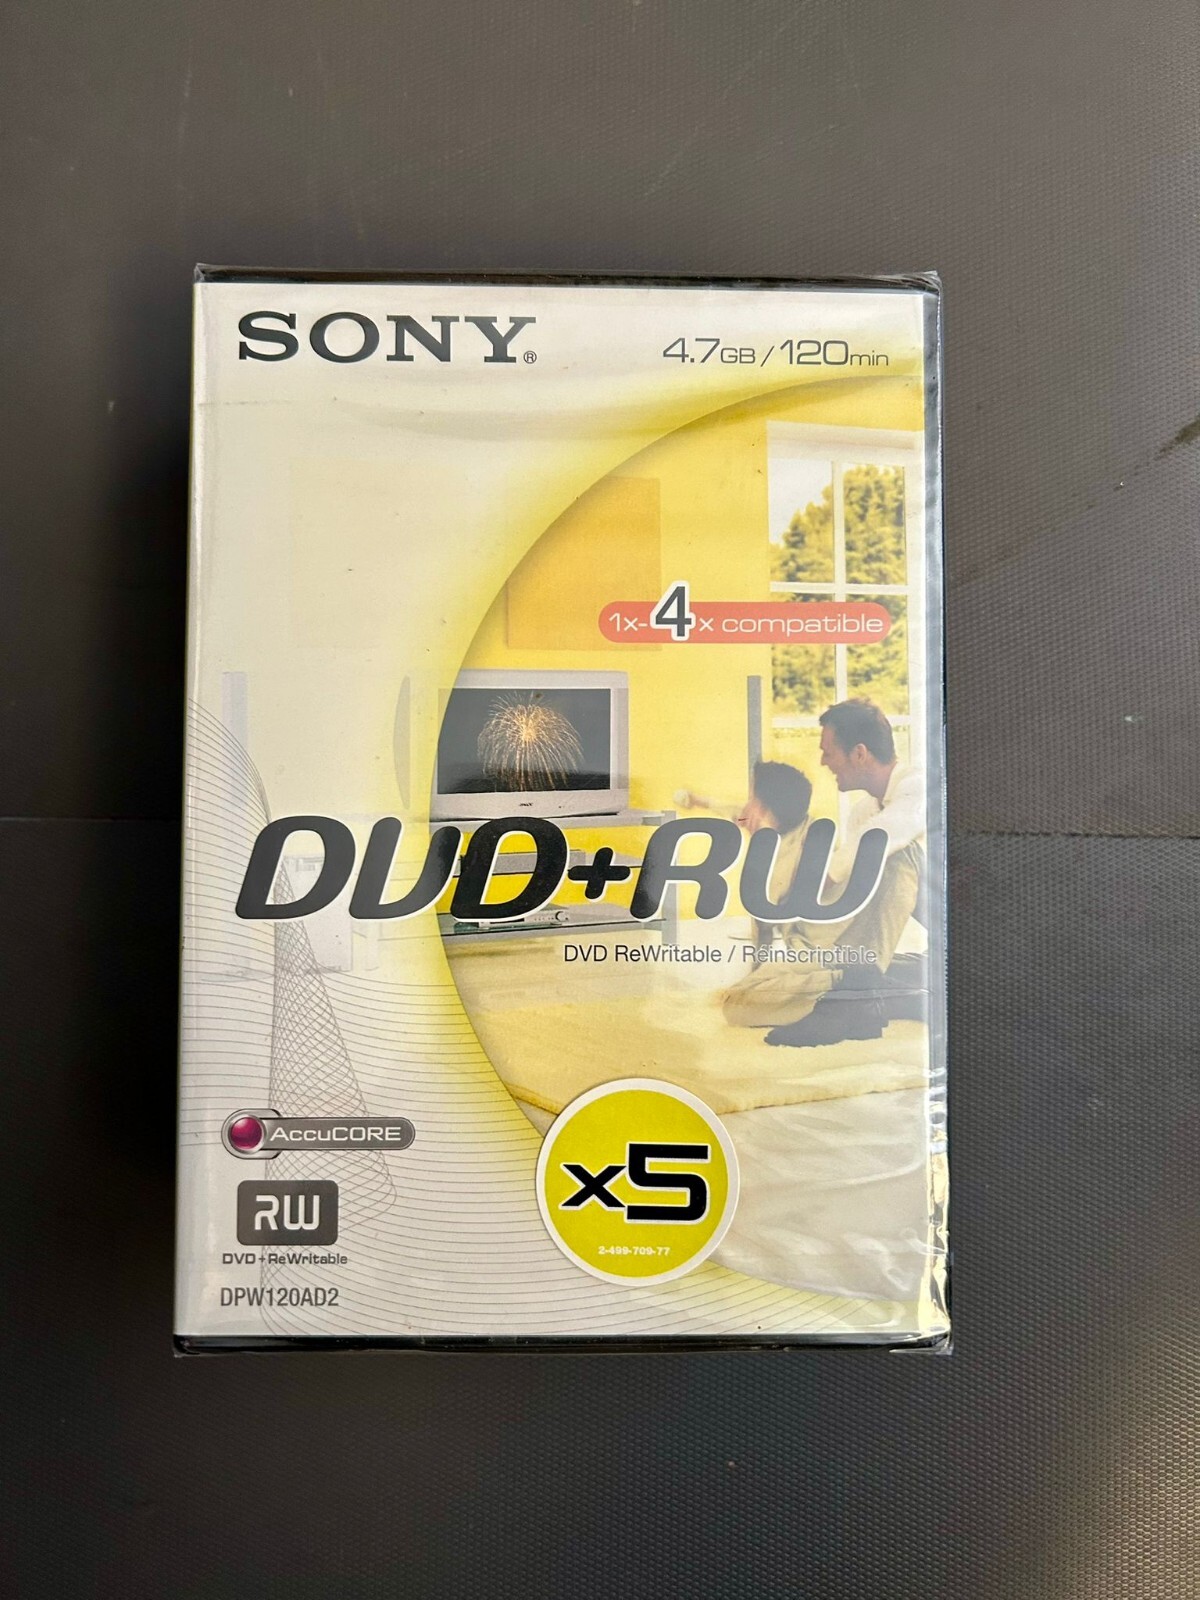 SONY®
4.7GB/120min
1x-4x compatible
DVD+RW
DVD ReWritable / Réinscriptible
AccuCORE
x5
2-499-709-77
RW
DVD+ReWritable
DPW120AD2